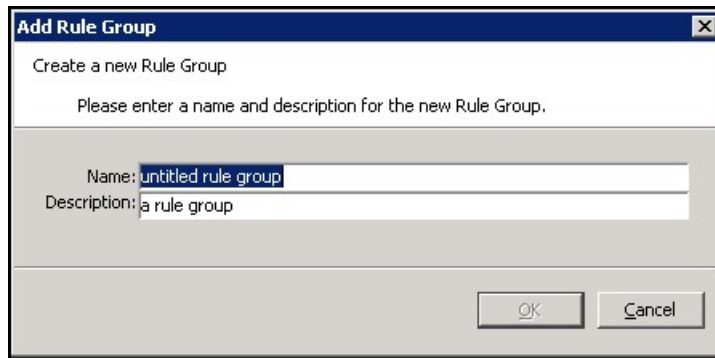 Add Rule Group
Create a new Rule Group
Please enter a name and description for the new Rule Group.
Name: untitled rule group
Description: a rule group
OK Cancel